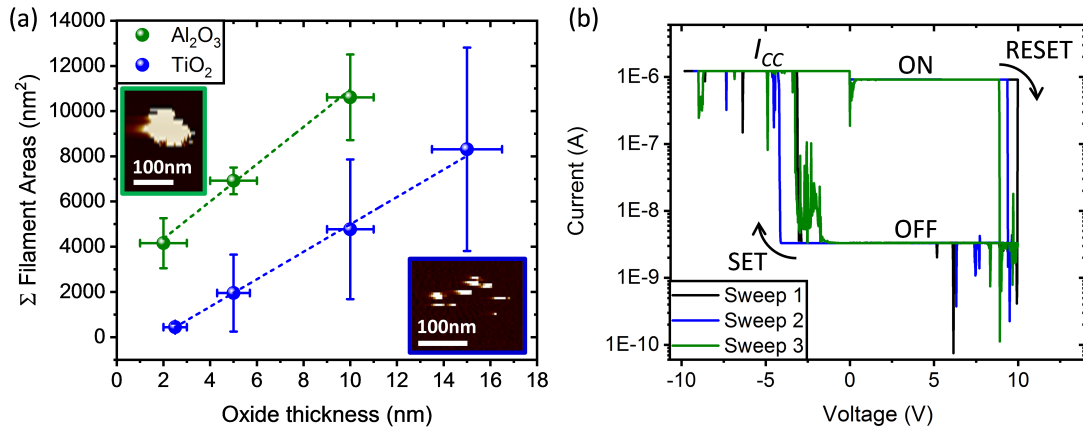 (a)
Al₂O₃
TiO₂
Σ Filament Areas (nm²)
14000
12000
10000
8000
6000
4000
2000
0
100nm
100nm
0 2 4 6 8 10 12 14 16 18
Oxide thickness (nm)
(b)
I_CC
ON
RESET
OFF
SET
Current (A)
1E-6
1E-7
1E-8
1E-9
1E-10
Sweep 1
Sweep 2
Sweep 3
-10 -5 0 5 10
Voltage (V)